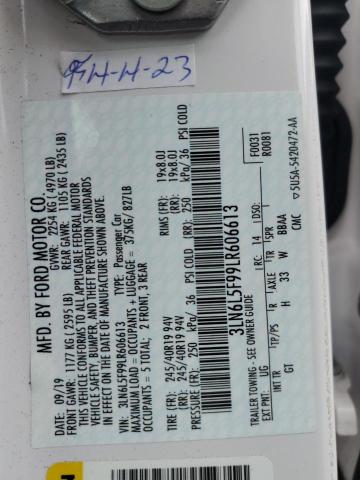 GH-H-23
MFD. BY FORD MOTOR CO.
09/19 GVWR: 2254 KG ( 4970 LB)
FRONT GAWR: 1177 KG ( 2595 LB) REAR GAWR: 1105 KG ( 2435 LB)
THIS VEHICLE CONFORMS TO ALL APPLICABLE FEDERAL MOTOR
VEHICLE SAFETY, BUMPER, AND THEFT PREVENTION STANDARDS
IN EFFECT ON THE DATE OF MANUFACTURE SHOWN ABOVE.
VIN: 3LN6L5F99LR606613 TYPE: Passenger Car
MAXIMUM LOAD = OCCUPANTS + LUGGAGE = 375KG/ 827LB
OCCUPANTS = 5 TOTAL; 2 FRONT, 3 REAR
TIRE (FR): 245/40R19 94V RIMS (FR): 19x8.0J
TIRE (RR): 245/40R19 94V (RR): 19x8.0J
PRESSURE (FR): 250 kPa/ 36 PSI COLD (RR): 250 kPa/ 36 PSI COLD
3LN6L5F99LR606613
F0031
TRAILER TOWING - SEE OWNER GUIDE RC: 14 DSO: R0081
EXT PNT: UG AXLE TR SPR
INT TR TP/PS R
GT H 33 W BBAA
CMC ▽5U5A-5420472-AA